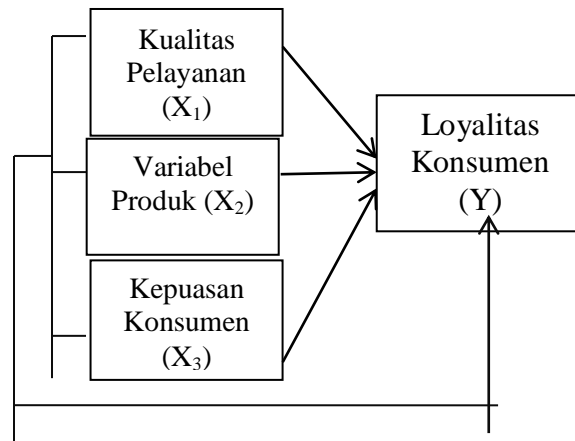 Kualitas
Pelayanan
(X₁)
Variabel
Produk (X₂)
Kepuasan
Konsumen
(X₃)
Loyalitas
Konsumen
(Y)